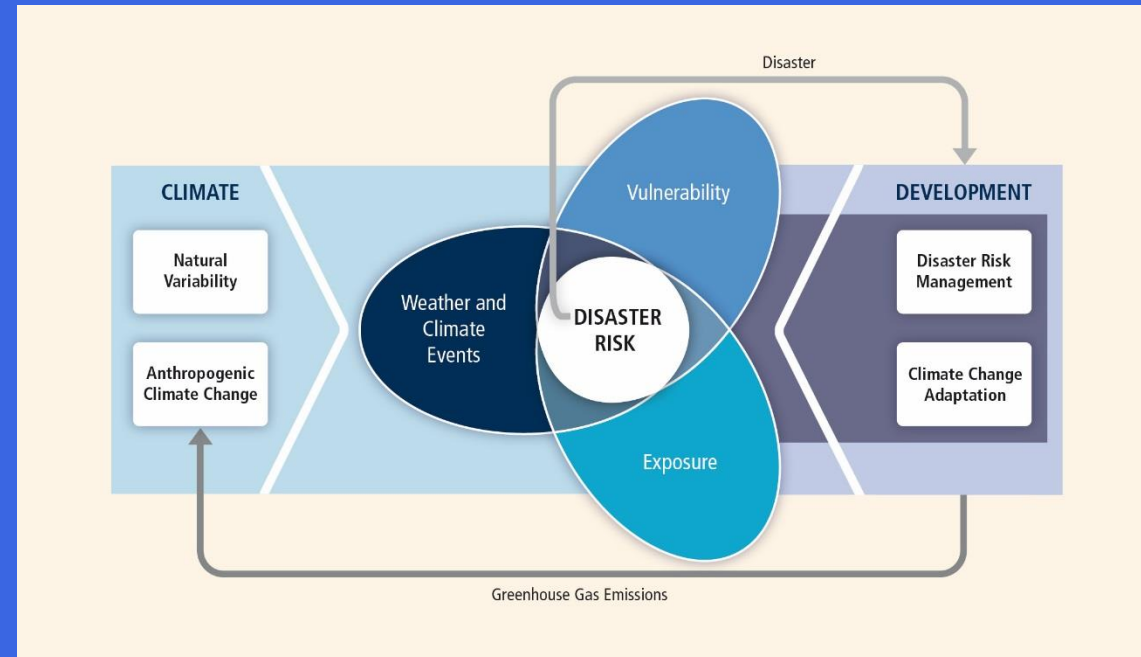 Disaster
CLIMATE
Natural
Variability
Anthropogenic
Climate Change
Weather and
Climate
Events
Vulnerability
DISASTER
RISK
Exposure
DEVELOPMENT
Disaster Risk
Management
Climate Change
Adaptation
Greenhouse Gas Emissions